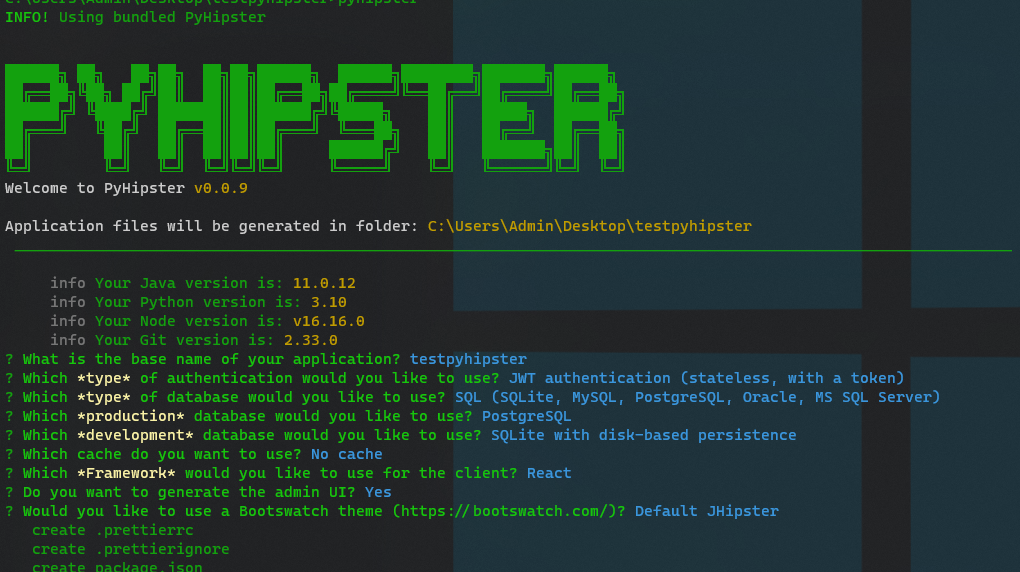 C:\Users\Admin\Desktop\testpyhipster>pyhipster
INFO! Using bundled PyHipster
PYHIPSTER
Welcome to PyHipster v0.0.9
Application files will be generated in folder: C:\Users\Admin\Desktop\testpyhipster
info Your Java version is: 11.0.12
info Your Python version is: 3.10
info Your Node version is: v16.16.0
info Your Git version is: 2.33.0
? What is the base name of your application? testpyhipster
? Which *type* of authentication would you like to use? JWT authentication (stateless, with a token)
? Which *type* of database would you like to use? SQL (SQLite, MySQL, PostgreSQL, Oracle, MS SQL Server)
? Which *production* database would you like to use? PostgreSQL
? Which *development* database would you like to use? SQLite with disk-based persistence
? Which cache do you want to use? No cache
? Which *Framework* would you like to use for the client? React
? Do you want to generate the admin UI? Yes
? Would you like to use a Bootswatch theme (https://bootswatch.com/)? Default JHipster
create .prettierrc
create .prettierignore
create package.json